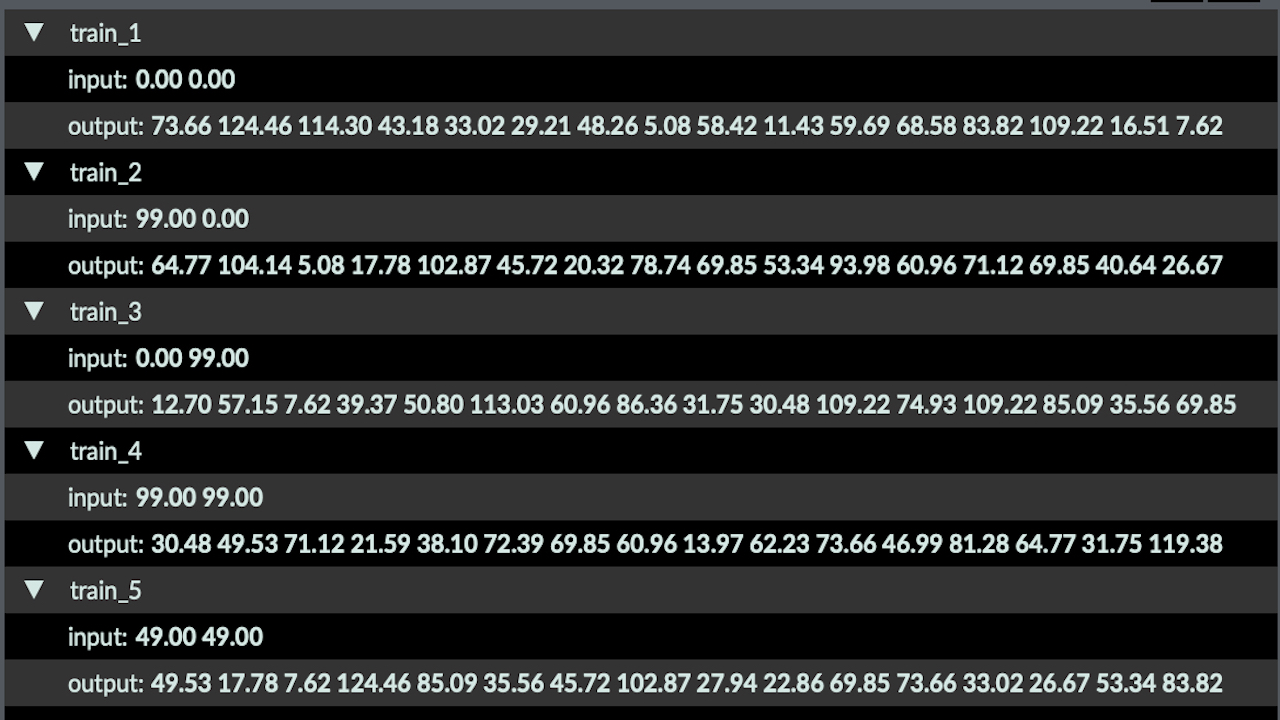 ▼ train_1
input: 0.00 0.00
output: 73.66 124.46 114.30 43.18 33.02 29.21 48.26 5.08 58.42 11.43 59.69 68.58 83.82 109.22 16.51 7.62
▼ train_2
input: 99.00 0.00
output: 64.77 104.14 5.08 17.78 102.87 45.72 20.32 78.74 69.85 53.34 93.98 60.96 71.12 69.85 40.64 26.67
▼ train_3
input: 0.00 99.00
output: 12.70 57.15 7.62 39.37 50.80 113.03 60.96 86.36 31.75 30.48 109.22 74.93 109.22 85.09 35.56 69.85
▼ train_4
input: 99.00 99.00
output: 30.48 49.53 71.12 21.59 38.10 72.39 69.85 60.96 13.97 62.23 73.66 46.99 81.28 64.77 31.75 119.38
▼ train_5
input: 49.00 49.00
output: 49.53 17.78 7.62 124.46 85.09 35.56 45.72 102.87 27.94 22.86 69.85 73.66 33.02 26.67 53.34 83.82